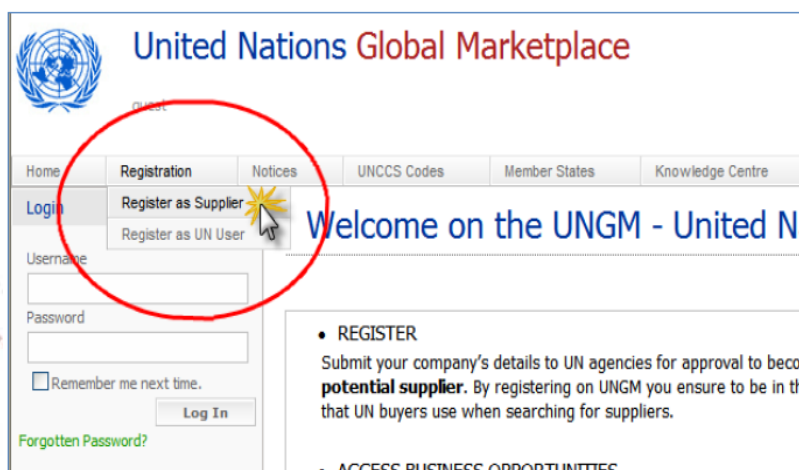 United Nations Global Marketplace
guest
Home Registration Notices UNCCS Codes Member States Knowledge Centre
Login
Register as Supplier
Register as UN User
Welcome on the UNGM - United N
Username
Password
Remember me next time.
Log In
Forgotten Password?
• REGISTER
Submit your company's details to UN agencies for approval to beco
potential supplier. By registering on UNGM you ensure to be in th
that UN buyers use when searching for suppliers.
• ACCESS BUSINESS OPPORTUNITIES